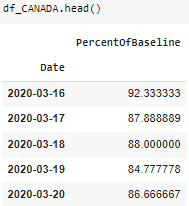 df_CANADA.head()
PercentOfBaseline
Date
2020-03-16 92.333333
2020-03-17 87.888889
2020-03-18 88.000000
2020-03-19 84.777778
2020-03-20 86.666667